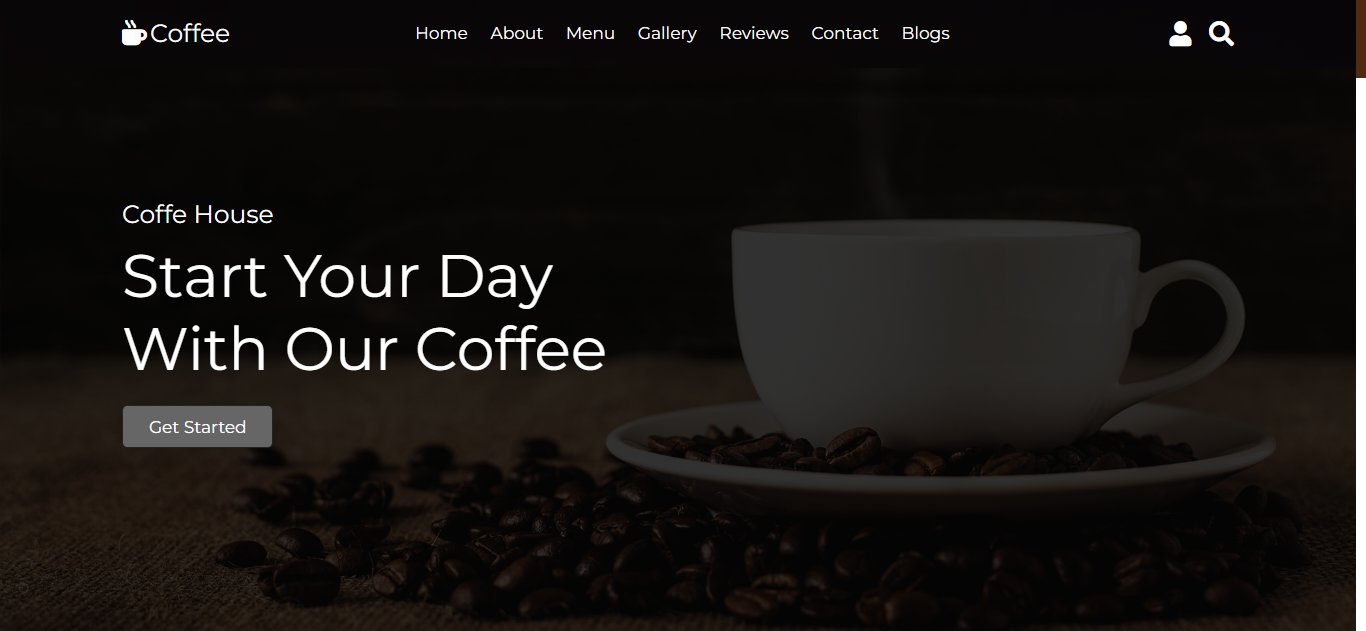 Coffee
Home About Menu Gallery Reviews Contact Blogs
Coffe House
Start Your Day
With Our Coffee
Get Started